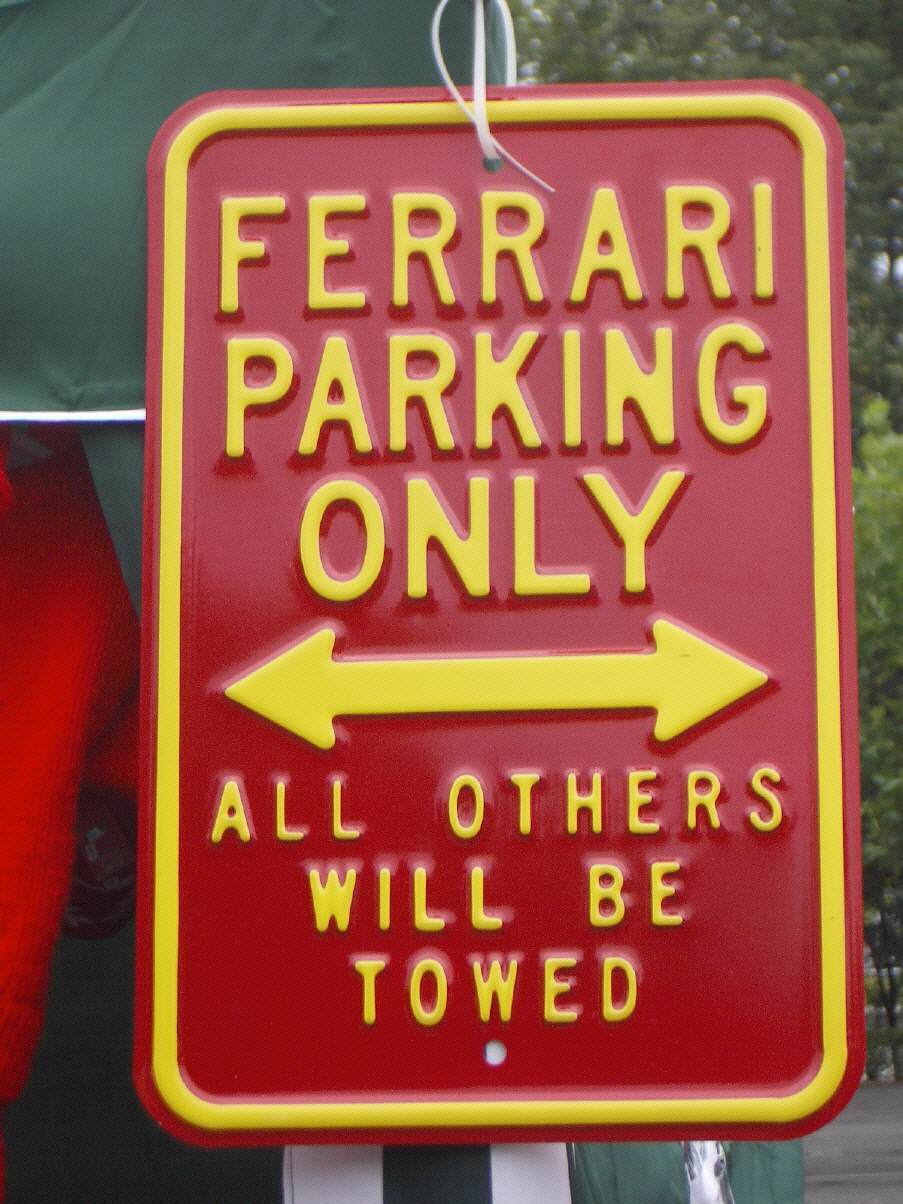 FERRARI
PARKING
ONLY
ALL OTHERS
WILL BE
TOWED